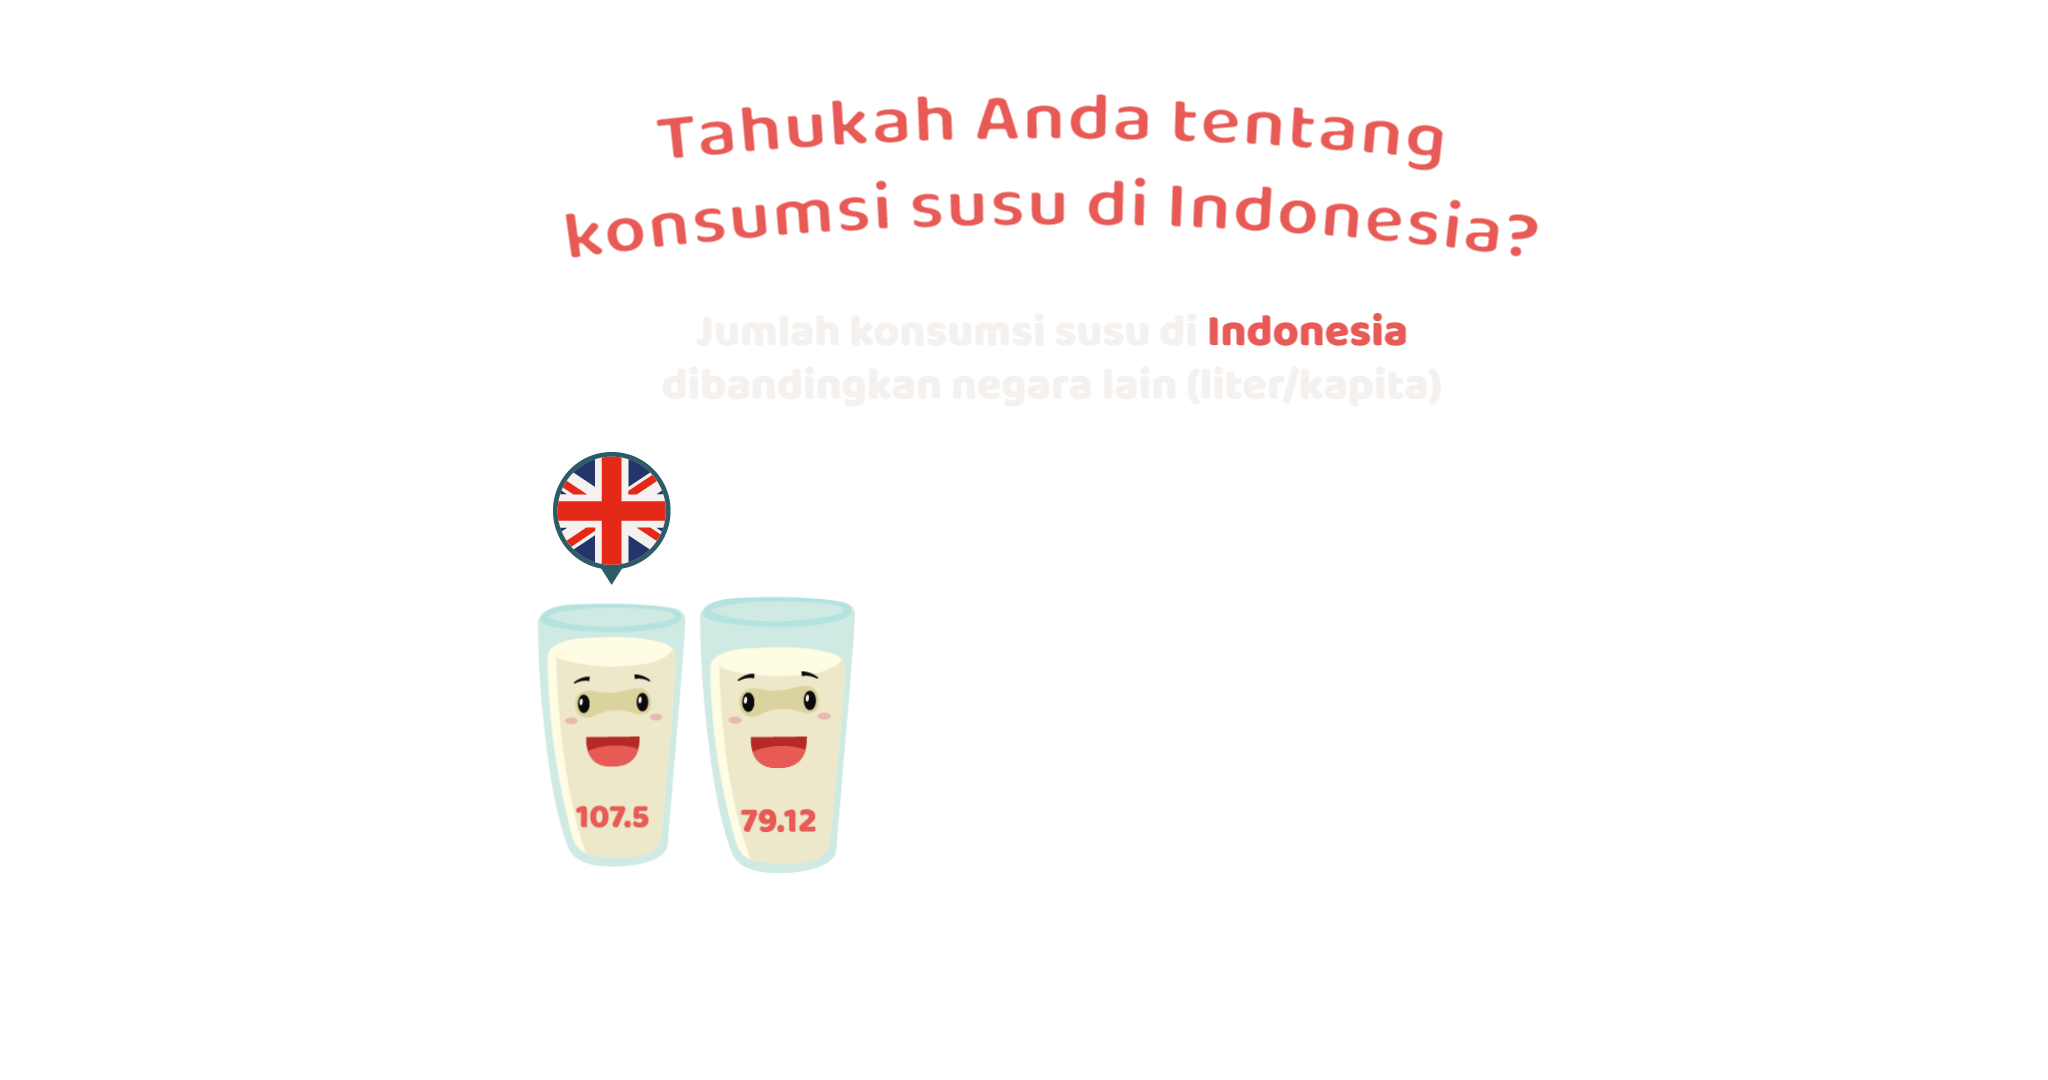 Tahukah Anda tentang
konsumsi susu di Indonesia?
Jumlah konsumsi susu di Indonesia
dibandingkan negara lain (liter/kapita)
107.5
79.12